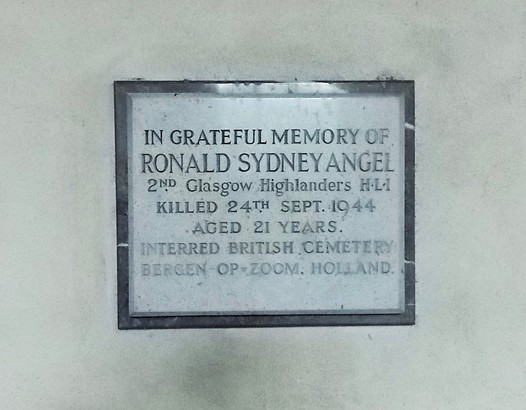 IN GRATEFUL MEMORY OF
RONALD SYDNEY ANGEL
2ND Glasgow Highlanders H·L·I
KILLED 24TH SEPT. 1944
AGED 21 YEARS.
INTERRED BRITISH CEMETERY
BERGEN-OP-ZOOM, HOLLAND.